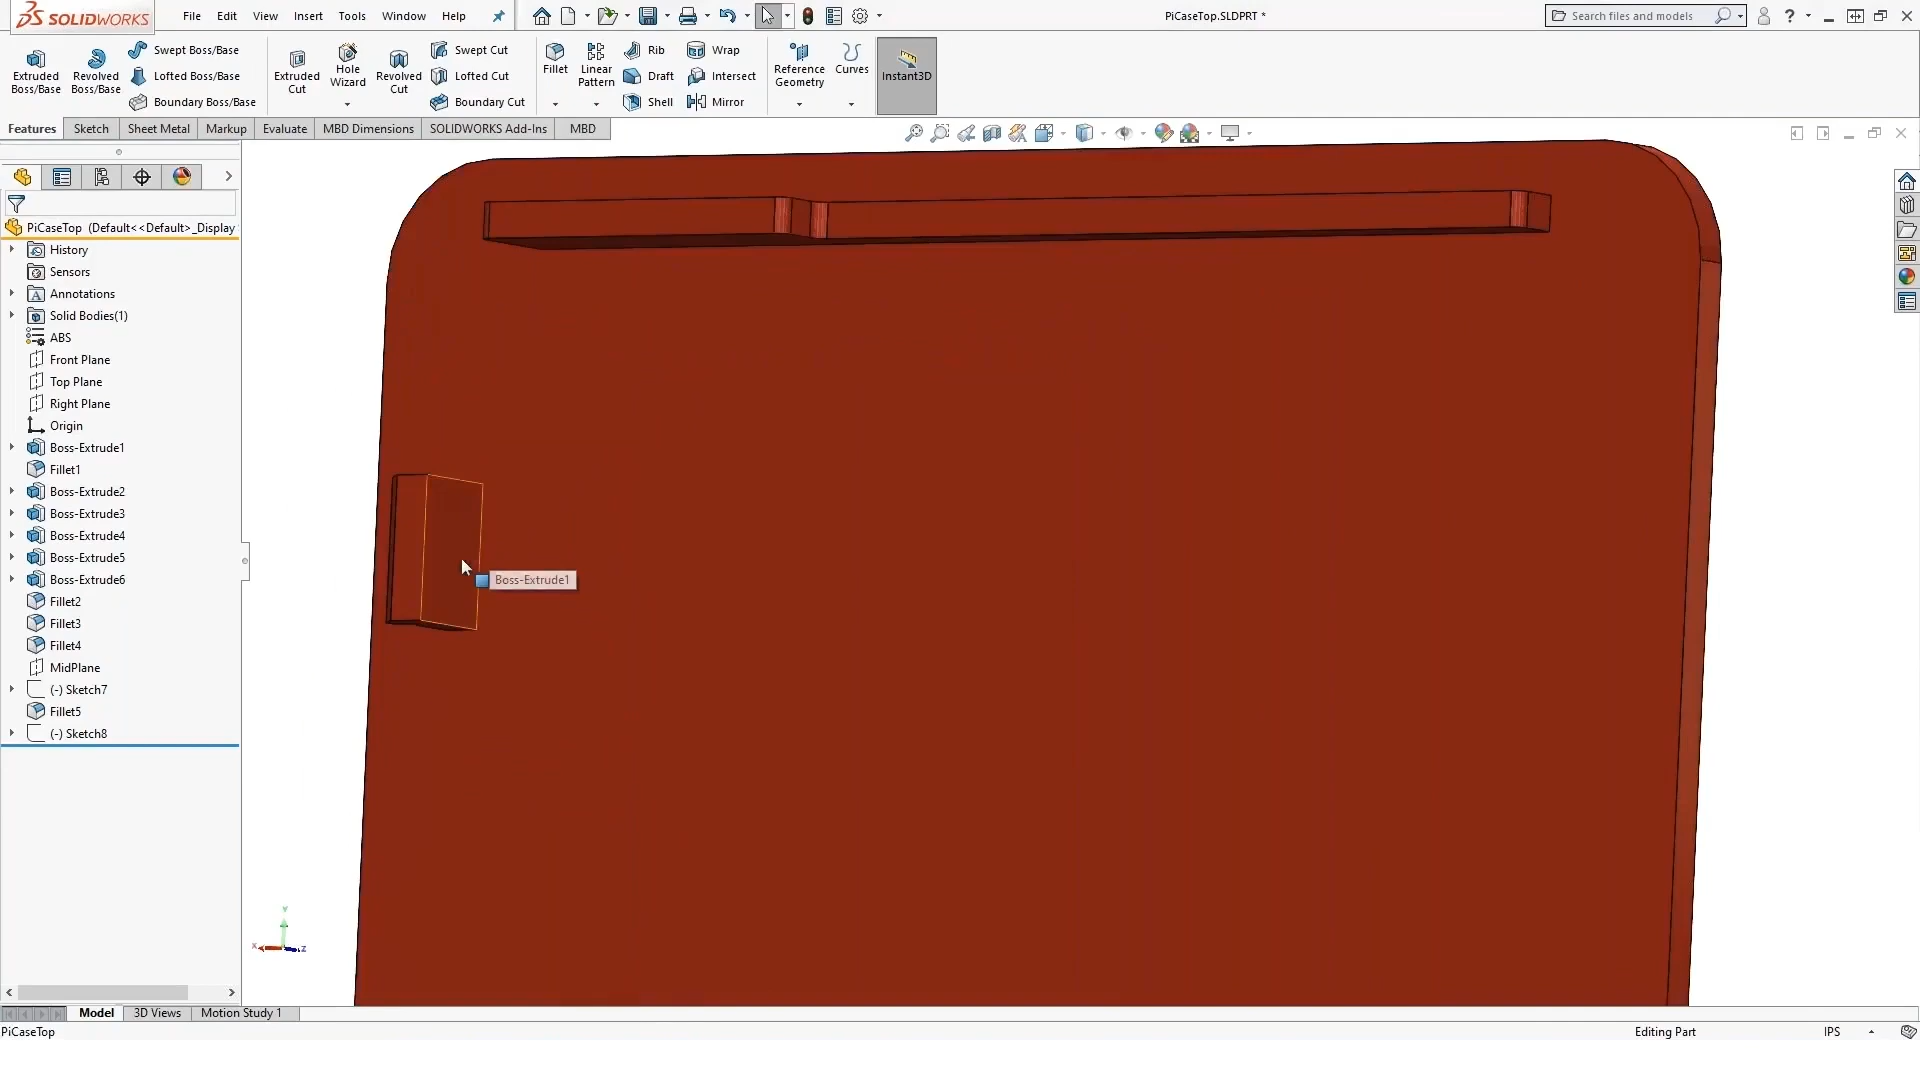 SOLIDWORKS File Edit View Insert Tools Window Help PiCaseTop.SLDPRT * Search files and models ?
Extruded Boss/Base
Revolved Boss/Base
Swept Boss/Base
Lofted Boss/Base
Boundary Boss/Base
Extruded Cut
Hole Wizard
Revolved Cut
Swept Cut
Lofted Cut
Boundary Cut
Fillet
Linear Pattern
Rib
Draft
Shell
Wrap
Intersect
Mirror
Reference Geometry
Curves
Instant3D
Features Sketch Sheet Metal Markup Evaluate MBD Dimensions SOLIDWORKS Add-Ins MBD
PiCaseTop (Default<<Default>_Display
History
Sensors
Annotations
Solid Bodies(1)
ABS
Front Plane
Top Plane
Right Plane
Origin
Boss-Extrude1
Fillet1
Boss-Extrude2
Boss-Extrude3
Boss-Extrude4
Boss-Extrude5
Boss-Extrude6
Fillet2
Fillet3
Fillet4
MidPlane
(-) Sketch7
Fillet5
(-) Sketch8
Boss-Extrude1
Y
X
Z
Model 3D Views Motion Study 1
PiCaseTop Editing Part IPS